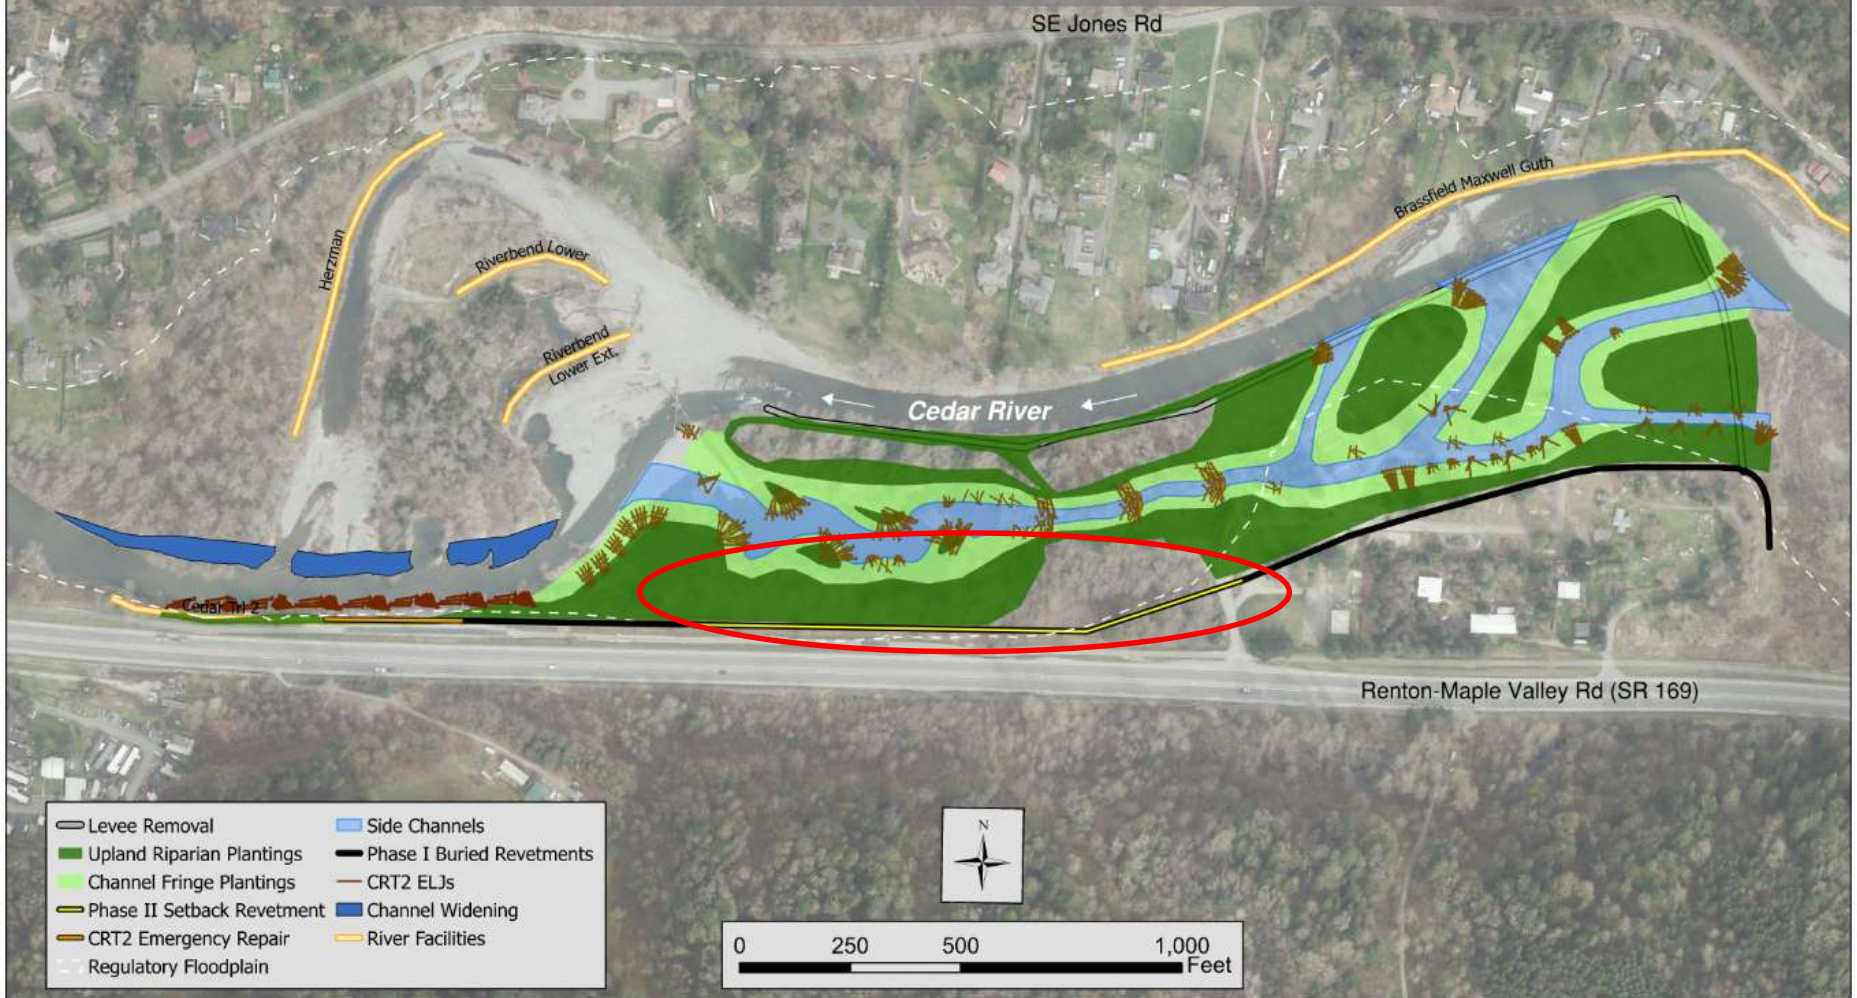 SE Jones Rd
Brassfield Maxwell Guth
Herzman
Riverbend Lower
Riverbend
Lower Ext.
Cedar River
Cedar Trl 2
Renton-Maple Valley Rd (SR 169)
Levee Removal
Upland Riparian Plantings
Channel Fringe Plantings
Phase II Setback Revetment
CRT2 Emergency Repair
Regulatory Floodplain
Side Channels
Phase I Buried Revetments
CRT2 ELJs
Channel Widening
River Facilities
N
0 250 500 1,000
Feet